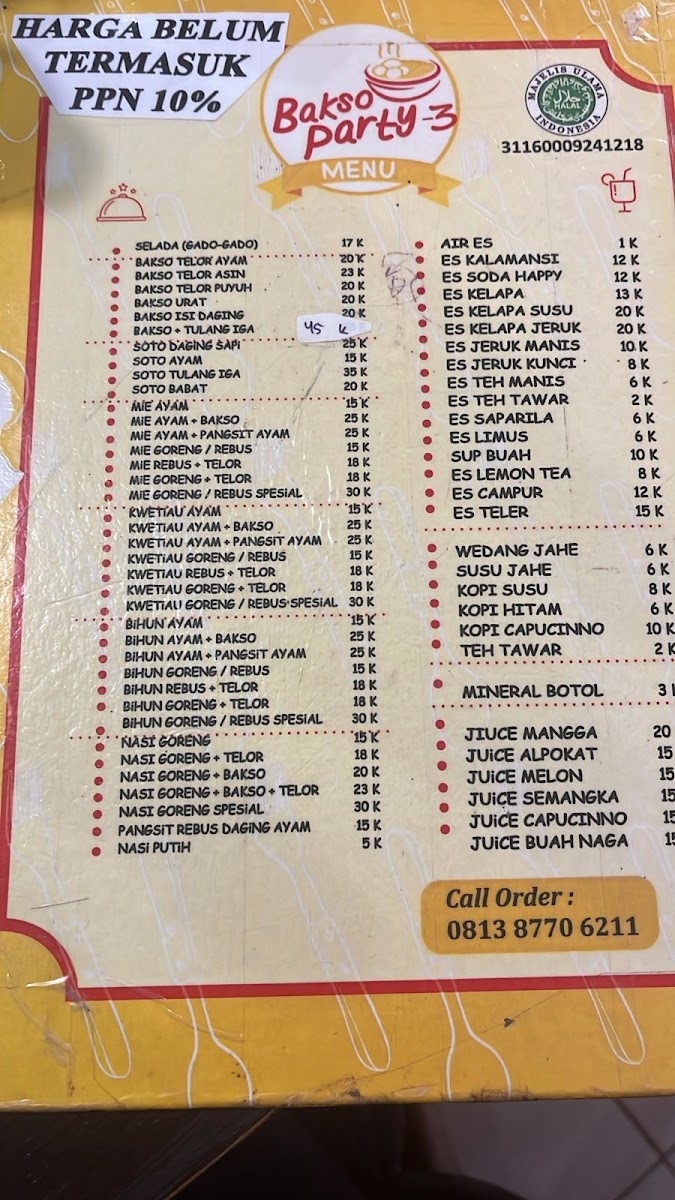 HARGA BELUM
TERMASUK
PPN 10%
Bakso
Party-3
MENU
MAJELIS ULAMA
HALAL
INDONESIA
31160009241218
SELADA (GADO-GADO) 17 K
BAKSO TELOR AYAM 20 K
BAKSO TELOR ASIN 23 K
BAKSO TELOR PUYUH 20 K
BAKSO URAT 20 K
BAKSO ISI DAGING 20 K
BAKSO + TULANG IGA 45 K
SOTO DAGING SAPI 25 K
SOTO AYAM 15 K
SOTO TULANG IGA 35 K
SOTO BABAT 20 K
MIE AYAM 15 K
MIE AYAM + BAKSO 25 K
MIE AYAM + PANGSIT AYAM 25 K
MIE GORENG / REBUS 15 K
MIE REBUS + TELOR 18 K
MIE GORENG + TELOR 18 K
MIE GORENG / REBUS SPESIAL 30 K
KWETIAU AYAM 15 K
KWETIAU AYAM + BAKSO 25 K
KWETIAU AYAM + PANGSIT AYAM 25 K
KWETIAU GORENG / REBUS 15 K
KWETIAU REBUS + TELOR 18 K
KWETIAU GORENG + TELOR 18 K
KWETIAU GORENG / REBUS SPESIAL 30 K
BIHUN AYAM 15 K
BIHUN AYAM + BAKSO 25 K
BIHUN AYAM + PANGSIT AYAM 25 K
BIHUN GORENG / REBUS 15 K
BIHUN REBUS + TELOR 18 K
BIHUN GORENG + TELOR 18 K
BIHUN GORENG / REBUS SPESIAL 30 K
NASI GORENG 15 K
NASI GORENG + TELOR 18 K
NASI GORENG + BAKSO 20 K
NASI GORENG + BAKSO + TELOR 23 K
NASI GORENG SPESIAL 30 K
PANGSIT REBUS DAGING AYAM 15 K
NASI PUTIH 5 K
AIR ES 1 K
ES KALAMANSI 12 K
ES SODA HAPPY 12 K
ES KELAPA 13 K
ES KELAPA SUSU 20 K
ES KELAPA JERUK 20 K
ES JERUK MANIS 10 K
ES JERUK KUNCI 8 K
ES TEH MANIS 6 K
ES TEH TAWAR 2 K
ES SAPARILA 6 K
ES LIMUS 6 K
SUP BUAH 10 K
ES LEMON TEA 8 K
ES CAMPUR 12 K
ES TELER 15 K
WEDANG JAHE 6 K
SUSU JAHE 6 K
KOPI SUSU 8 K
KOPI HITAM 6 K
KOPI CAPUCINNO 10 K
TEH TAWAR 2 K
MINERAL BOTOL 3 K
JIUCE MANGGA 20
JUICE ALPOKAT 15
JUICE MELON 15
JUICE SEMANGKA 15
JUICE CAPUCINNO 15
JUICE BUAH NAGA 15
Call Order :
0813 8770 6211